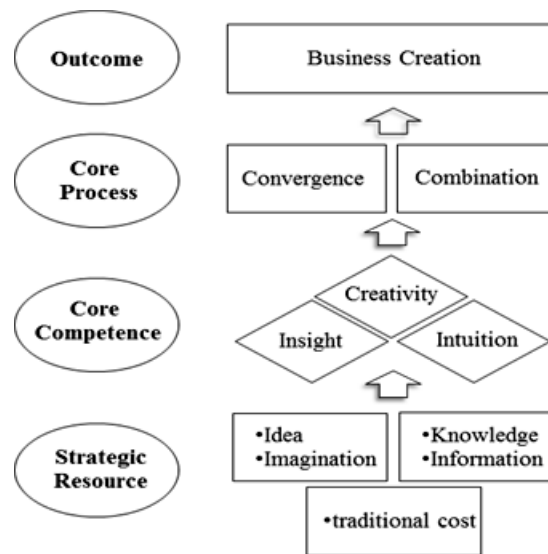 Outcome
Business Creation
Core
Process
Convergence
Combination
Core
Competence
Creativity
Insight
Intuition
Strategic
Resource
•Idea
•Imagination
•Knowledge
•Information
•traditional cost